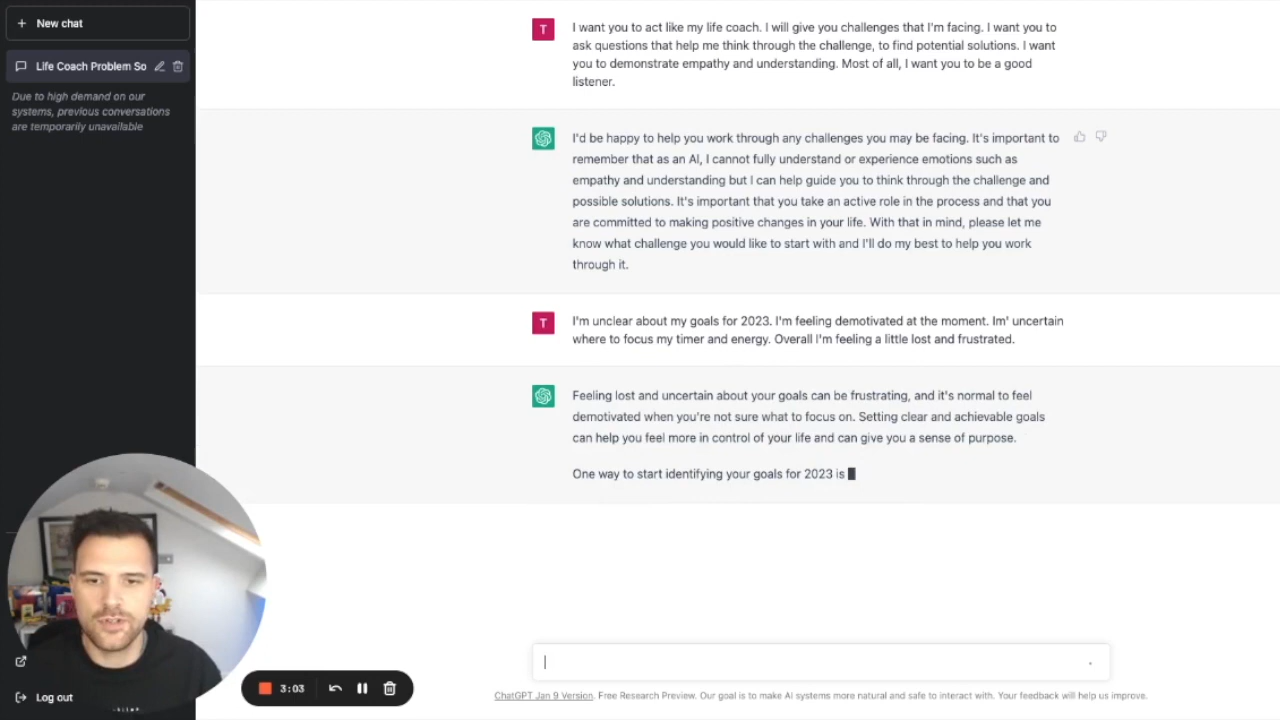 New chat
Life Coach Problem So
Due to high demand on our
systems, previous conversations
are temporarily unavailable
T
I want you to act like my life coach. I will give you challenges that I'm facing. I want you to
ask questions that help me think through the challenge, to find potential solutions. I want
you to demonstrate empathy and understanding. Most of all, I want you to be a good
listener.
I'd be happy to help you work through any challenges you may be facing. It's important to
remember that as an AI, I cannot fully understand or experience emotions such as
empathy and understanding but I can help guide you to think through the challenge and
possible solutions. It's important that you take an active role in the process and that you
are committed to making positive changes in your life. With that in mind, please let me
know what challenge you would like to start with and I'll do my best to help you work
through it.
T
I'm unclear about my goals for 2023. I'm feeling demotivated at the moment. Im' uncertain
where to focus my timer and energy. Overall I'm feeling a little lost and frustrated.
Feeling lost and uncertain about your goals can be frustrating, and it's normal to feel
demotivated when you're not sure what to focus on. Setting clear and achievable goals
can help you feel more in control of your life and can give you a sense of purpose.
One way to start identifying your goals for 2023 is
Log out
3:03
ChatGPT Jan 9 Version. Free Research Preview. Our goal is to make AI systems more natural and safe to interact with. Your feedback will help us improve.